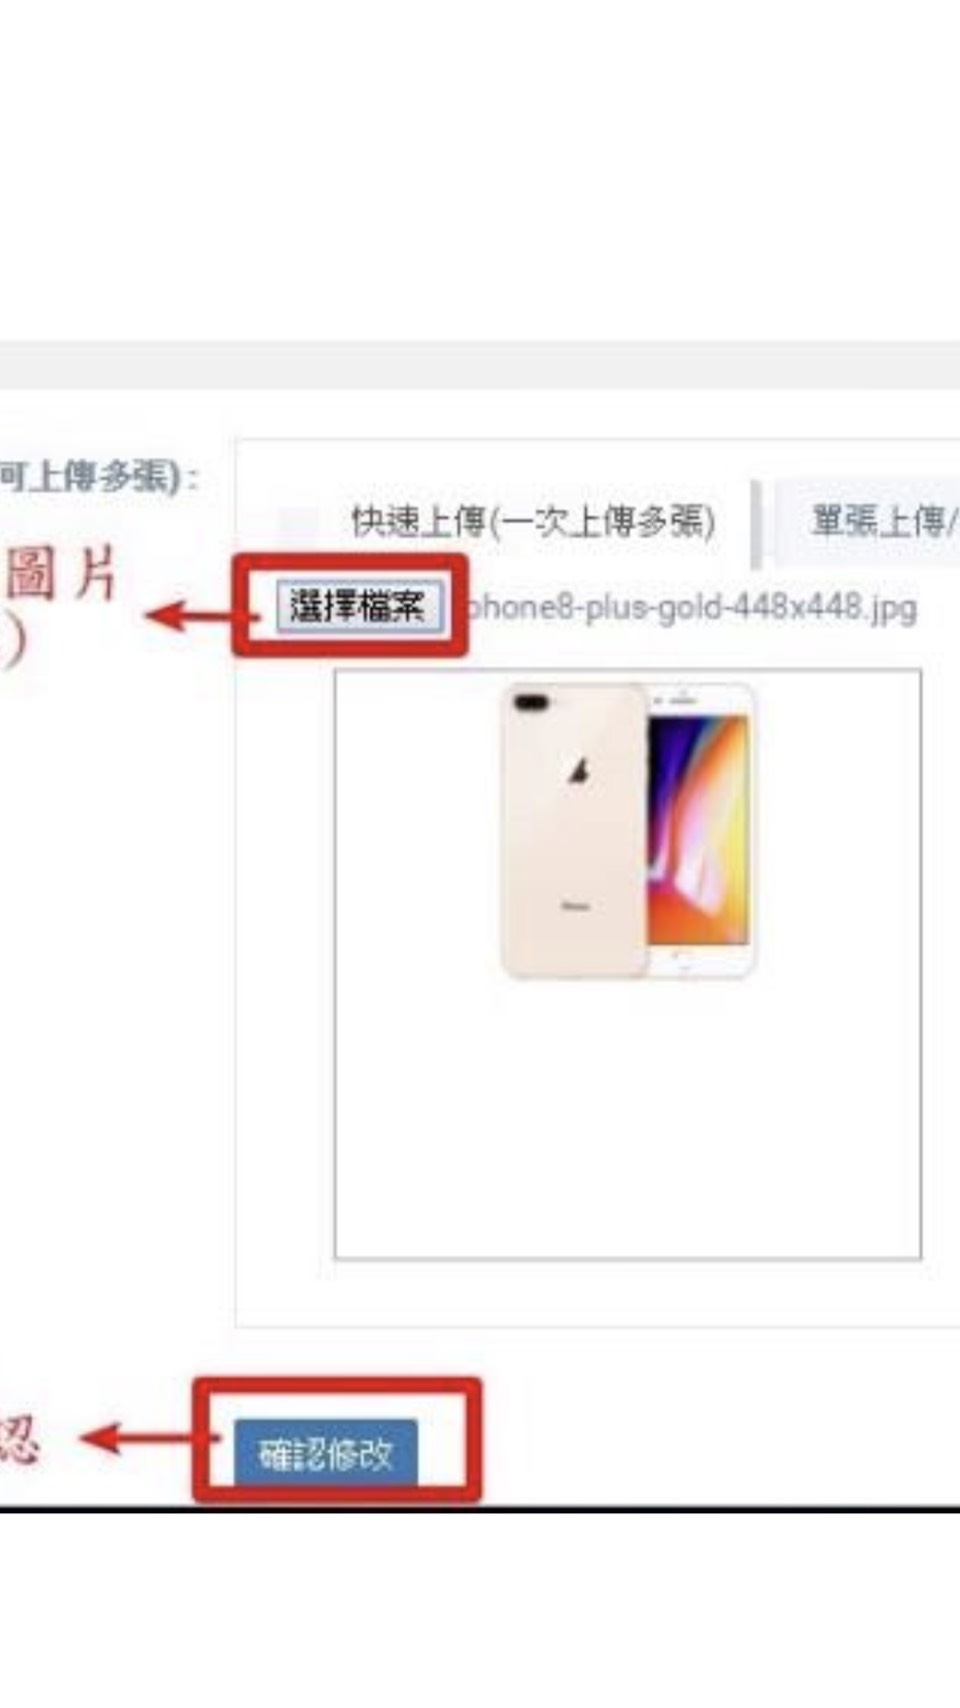 可上傳多張):
快速上傳(一次上傳多張)
單張上傳/
圖片
)
選擇檔案
phone8-plus-gold-448x448.jpg
認
確認修改